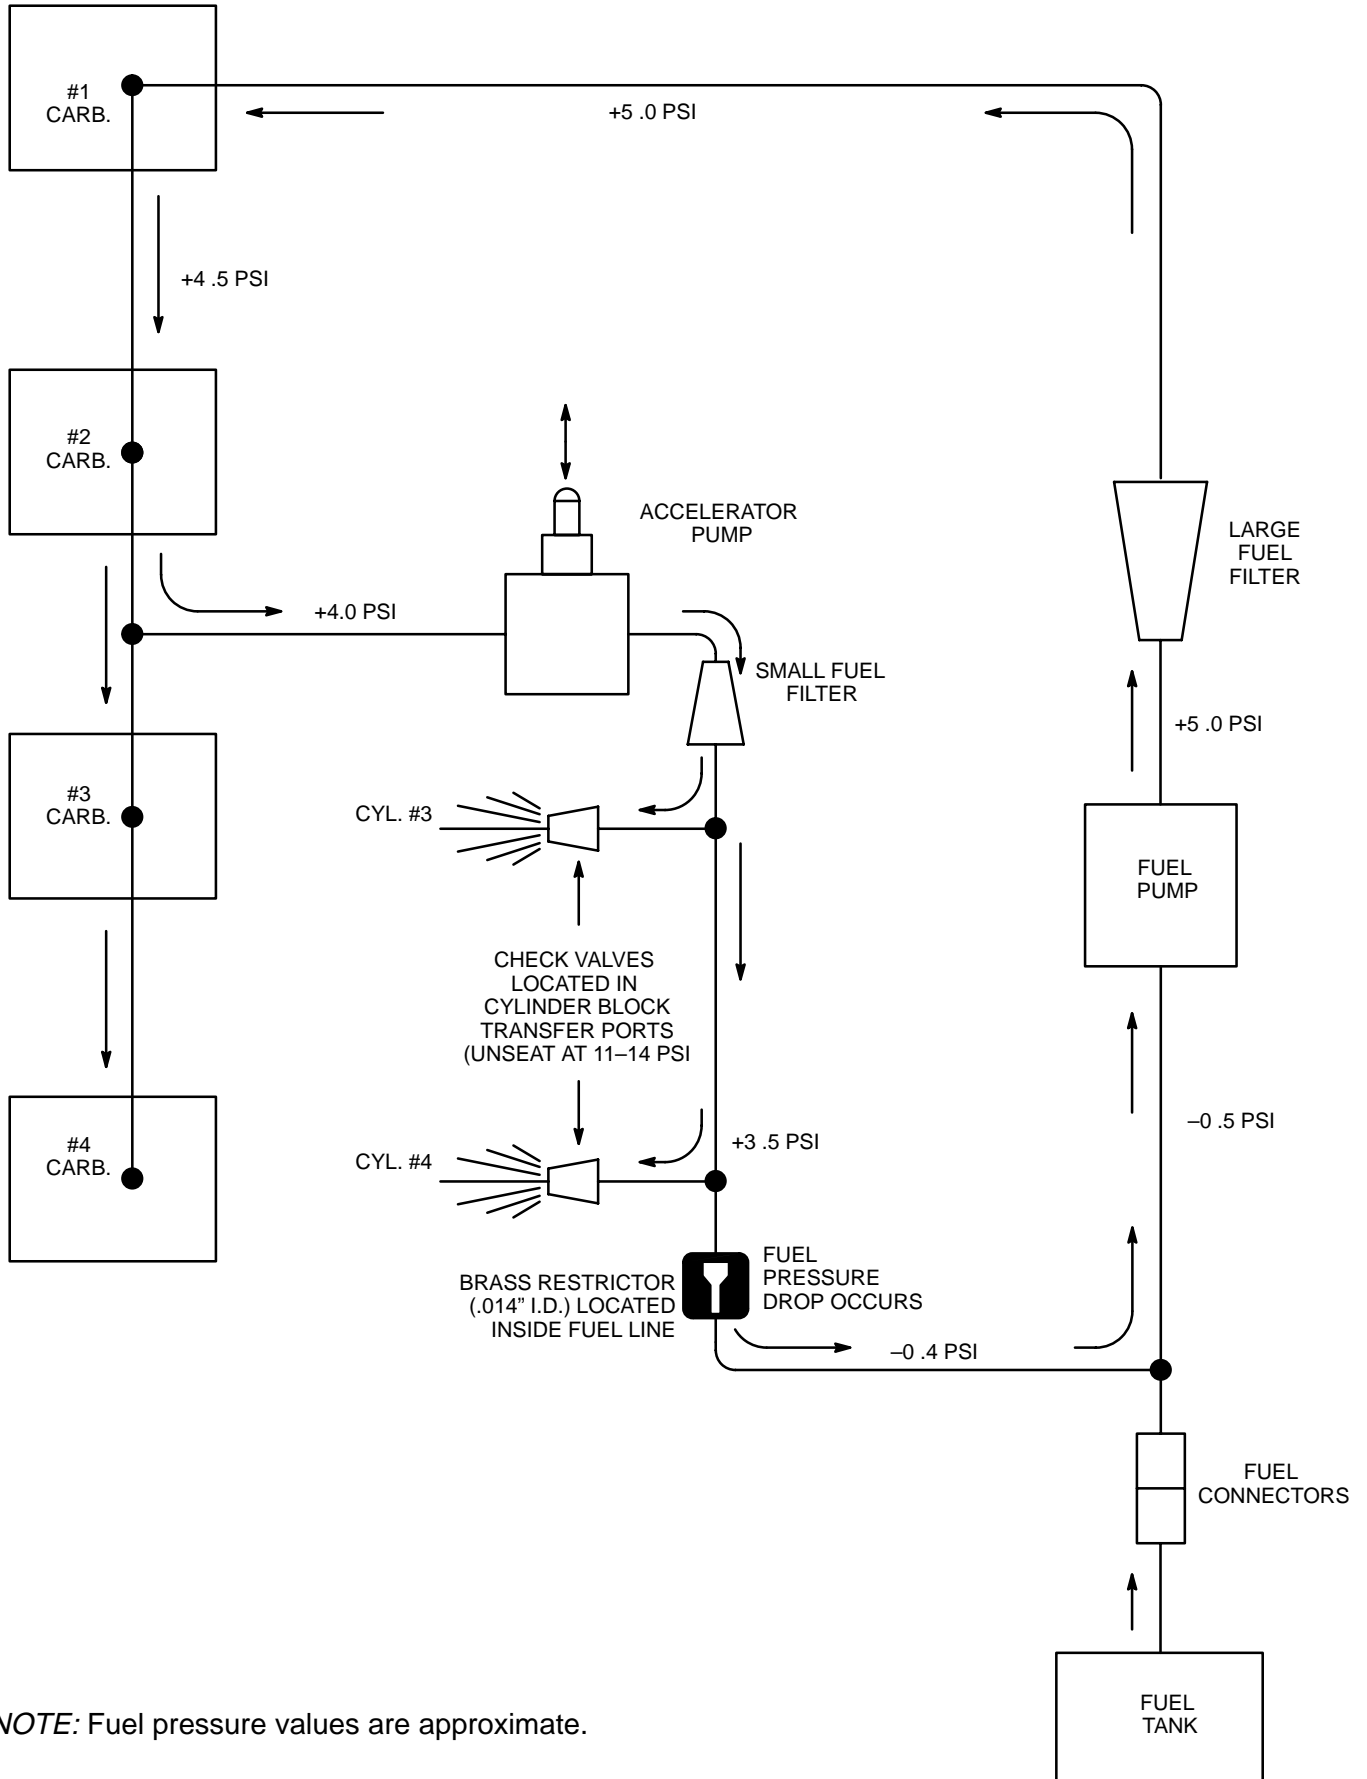 #1
CARB.
+5 .0 PSI
+4 .5 PSI
#2
CARB.
ACCELERATOR
PUMP
LARGE
FUEL
FILTER
+4.0 PSI
SMALL FUEL
FILTER
+5 .0 PSI
#3
CARB.
CYL. #3
FUEL
PUMP
CHECK VALVES
LOCATED IN
CYLINDER BLOCK
TRANSFER PORTS
(UNSEAT AT 11–14 PSI
–0 .5 PSI
#4
CARB.
CYL. #4
+3 .5 PSI
BRASS RESTRICTOR
(.014” I.D.) LOCATED
INSIDE FUEL LINE
FUEL
PRESSURE
DROP OCCURS
–0 .4 PSI
FUEL
CONNECTORS
FUEL
TANK
NOTE: Fuel pressure values are approximate.